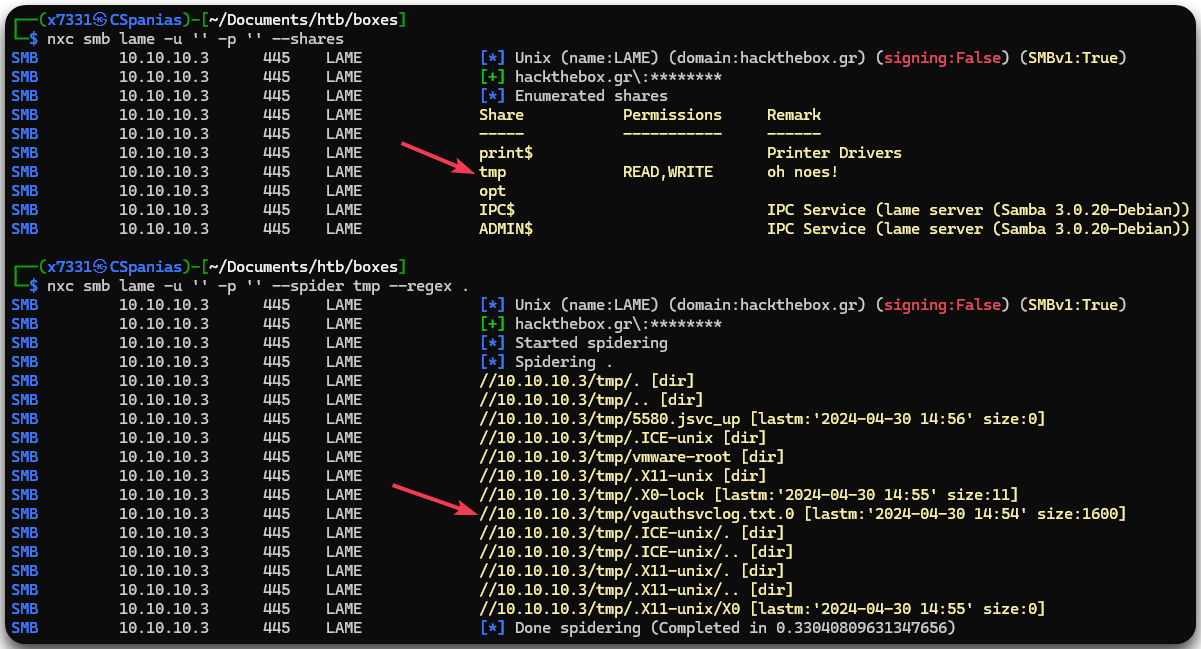 ┌──(x7331㉿CSpanias)-[~/Documents/htb/boxes]
└─$ nxc smb lame -u '' -p '' --shares
SMB 10.10.10.3 445 LAME [*] Unix (name:LAME) (domain:hackthebox.gr) (signing:False) (SMBv1:True)
SMB 10.10.10.3 445 LAME [+] hackthebox.gr\:********
SMB 10.10.10.3 445 LAME [*] Enumerated shares
SMB 10.10.10.3 445 LAME Share Permissions Remark
SMB 10.10.10.3 445 LAME ----- ----------- ------
SMB 10.10.10.3 445 LAME print$ Printer Drivers
SMB 10.10.10.3 445 LAME tmp READ,WRITE oh noes!
SMB 10.10.10.3 445 LAME opt
SMB 10.10.10.3 445 LAME IPC$ IPC Service (lame server (Samba 3.0.20-Debian))
SMB 10.10.10.3 445 LAME ADMIN$ IPC Service (lame server (Samba 3.0.20-Debian))
┌──(x7331㉿CSpanias)-[~/Documents/htb/boxes]
└─$ nxc smb lame -u '' -p '' --spider tmp --regex .
SMB 10.10.10.3 445 LAME [*] Unix (name:LAME) (domain:hackthebox.gr) (signing:False) (SMBv1:True)
SMB 10.10.10.3 445 LAME [+] hackthebox.gr\:********
SMB 10.10.10.3 445 LAME [*] Started spidering
SMB 10.10.10.3 445 LAME [*] Spidering .
SMB 10.10.10.3 445 LAME //10.10.10.3/tmp/. [dir]
SMB 10.10.10.3 445 LAME //10.10.10.3/tmp/.. [dir]
SMB 10.10.10.3 445 LAME //10.10.10.3/tmp/5580.jsvc_up [lastm:'2024-04-30 14:56' size:0]
SMB 10.10.10.3 445 LAME //10.10.10.3/tmp/.ICE-unix [dir]
SMB 10.10.10.3 445 LAME //10.10.10.3/tmp/vmware-root [dir]
SMB 10.10.10.3 445 LAME //10.10.10.3/tmp/.X11-unix [dir]
SMB 10.10.10.3 445 LAME //10.10.10.3/tmp/.X0-lock [lastm:'2024-04-30 14:55' size:11]
SMB 10.10.10.3 445 LAME //10.10.10.3/tmp/vgauthsvclog.txt.0 [lastm:'2024-04-30 14:54' size:1600]
SMB 10.10.10.3 445 LAME //10.10.10.3/tmp/.ICE-unix/. [dir]
SMB 10.10.10.3 445 LAME //10.10.10.3/tmp/.ICE-unix/.. [dir]
SMB 10.10.10.3 445 LAME //10.10.10.3/tmp/.X11-unix/. [dir]
SMB 10.10.10.3 445 LAME //10.10.10.3/tmp/.X11-unix/.. [dir]
SMB 10.10.10.3 445 LAME //10.10.10.3/tmp/.X11-unix/X0 [lastm:'2024-04-30 14:55' size:0]
SMB 10.10.10.3 445 LAME [*] Done spidering (Completed in 0.33040809631347656)